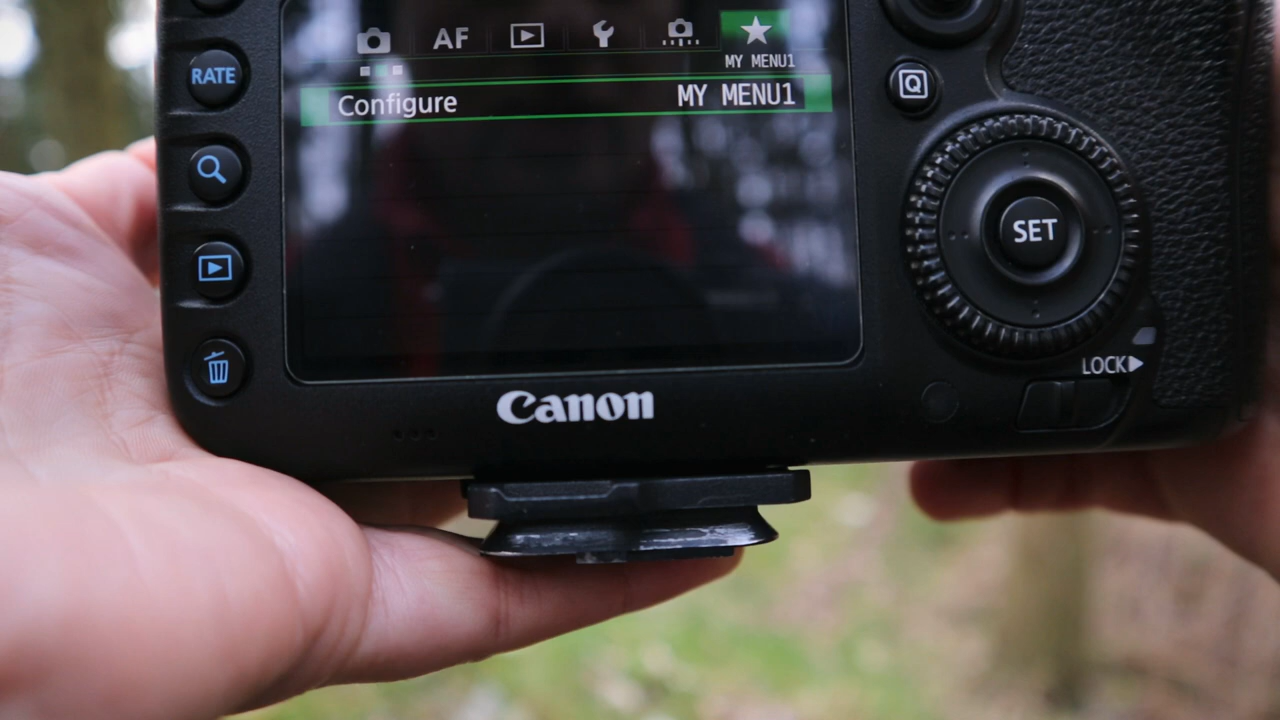 AF
MY MENU1
RATE
Configure MY MENU1
Q
SET
LOCK
Canon